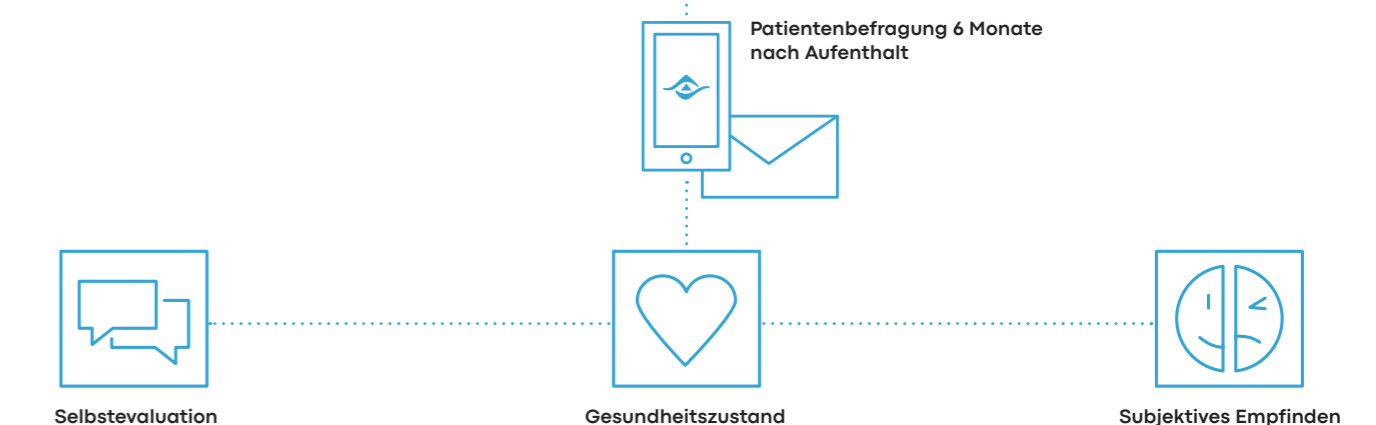 Patientenbefragung 6 Monate
nach Aufenthalt
Selbstevaluation
Gesundheitszustand
Subjektives Empfinden